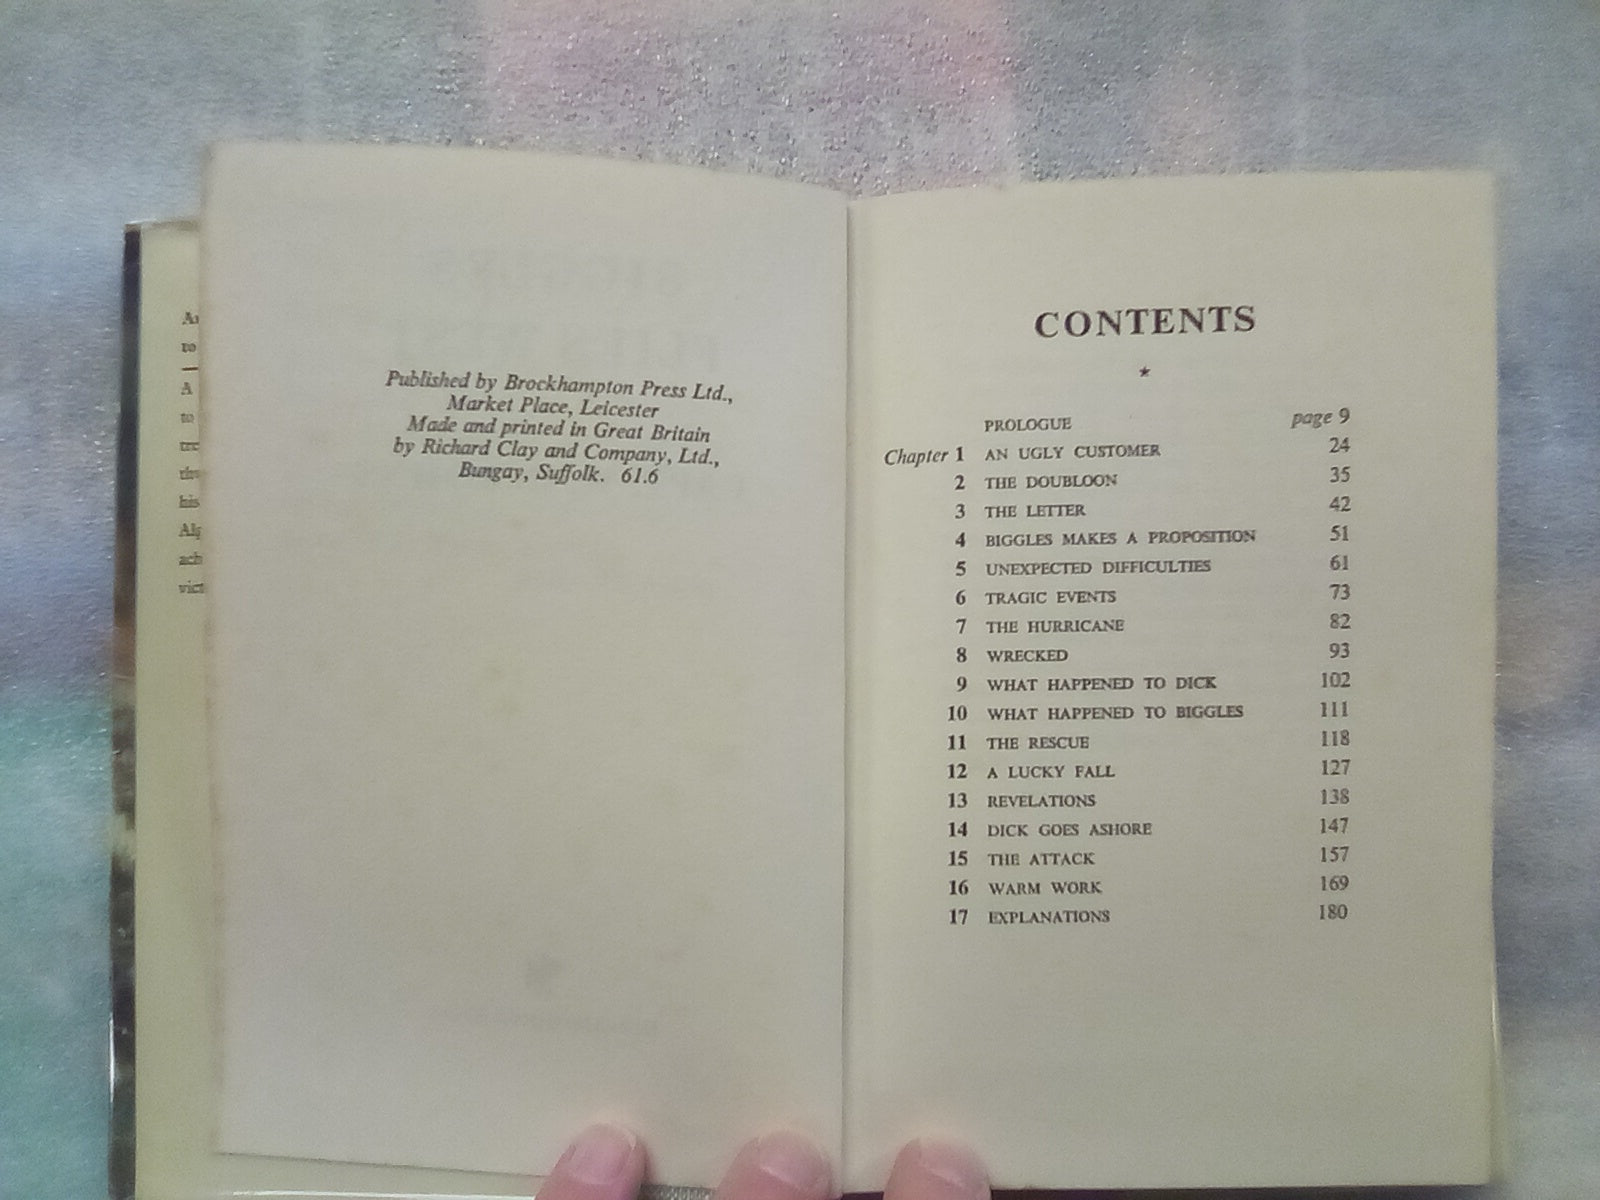 Published by Brockhampton Press Ltd.,
Market Place, Leicester
Made and printed in Great Britain
by Richard Clay and Company, Ltd.,
Bungay, Suffolk. 61.6
CONTENTS
★
PROLOGUE page 9
Chapter 1 AN UGLY CUSTOMER 24
2 THE DOUBLOON 35
3 THE LETTER 42
4 BIGGLES MAKES A PROPOSITION 51
5 UNEXPECTED DIFFICULTIES 61
6 TRAGIC EVENTS 73
7 THE HURRICANE 82
8 WRECKED 93
9 WHAT HAPPENED TO DICK 102
10 WHAT HAPPENED TO BIGGLES 111
11 THE RESCUE 118
12 A LUCKY FALL 127
13 REVELATIONS 138
14 DICK GOES ASHORE 147
15 THE ATTACK 157
16 WARM WORK 169
17 EXPLANATIONS 180